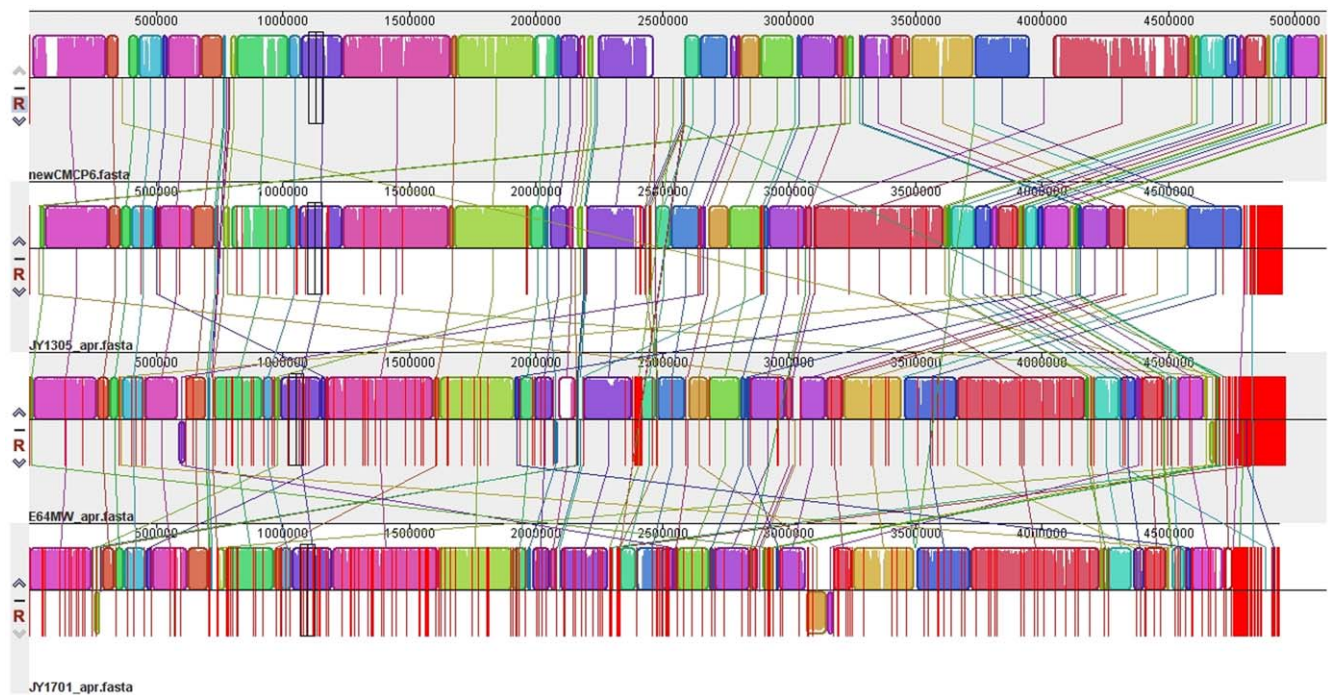 500000 1000000 1500000 2000000 2500000 3000000 3500000 4000000 4500000 5000000
R
newCMCP6.fasta
500000 1000000 1500000 2000000 2500000 3000000 3500000 4000000 4500000
R
JY1305_apr.fasta
500000 1000000 1500000 2000000 2500000 3000000 3500000 4000000 4500000
R
E64MW_apr.fasta
500000 1000000 1500000 2000000 2500000 3000000 3500000 4000000 4500000
R
JY1701_apr.fasta